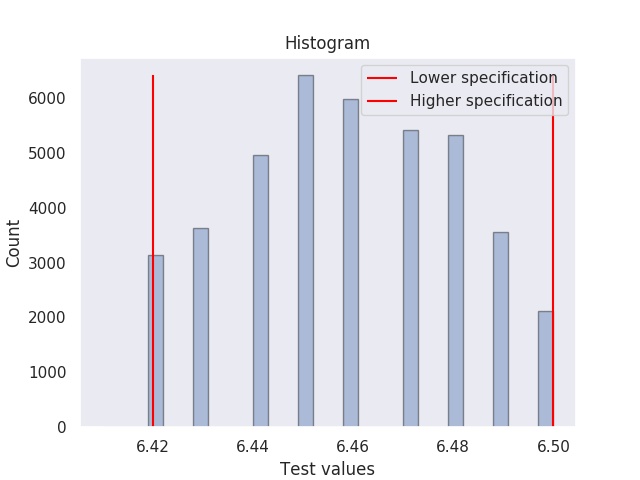 Histogram
Lower specification
Higher specification
6000
5000
4000
3000
2000
1000
0
Count
6.42 6.44 6.46 6.48 6.50
Test values